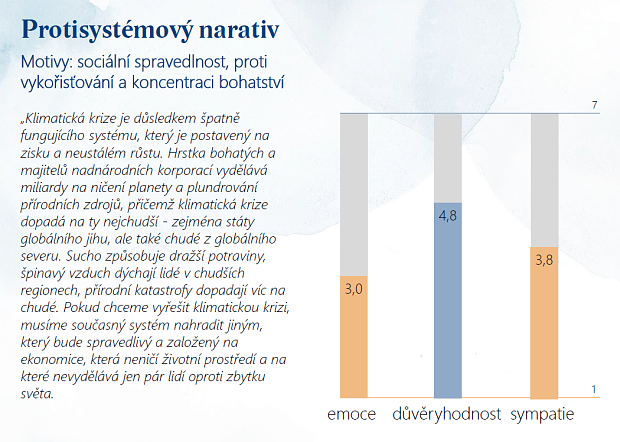 Protisystémový narativ
Motivy: sociální spravedlnost, proti
vykořisťování a koncentraci bohatství
„Klimatická krize je důsledkem špatně
fungujícího systému, který je postavený na
zisku a neustálém růstu. Hrstka bohatých a
majitelů nadnárodních korporací vydělává
miliardy na ničení planety a plundrování
přírodních zdrojů, přičemž klimatická krize
dopadá na ty nejchudší - zejména státy
globálního jihu, ale také chudé z globálního
severu. Sucho způsobuje dražší potraviny,
špinavý vzduch dýchají lidé v chudších
regionech, přírodní katastrofy dopadají víc na
chudé. Pokud chceme vyřešit klimatickou krizi,
musíme současný systém nahradit jiným,
který bude spravedlivý a založený na
ekonomice, která neničí životní prostředí a na
které nevydělává jen pár lidí oproti zbytku
světa.
7
4,8
3,8
3,0
1
emoce důvěryhodnost sympatie